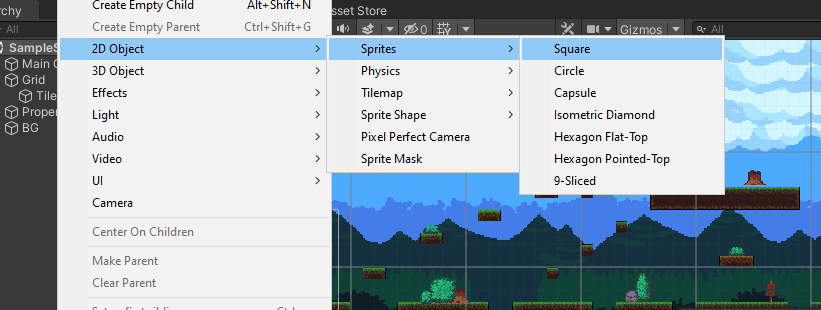 rchy
All
SampleS
Main C
Grid
Tile
Proper
BG
Create Empty Child Alt+Shift+N
Create Empty Parent Ctrl+Shift+G
2D Object
3D Object
Effects
Light
Audio
Video
UI
Camera
Center On Children
Make Parent
Clear Parent
sset Store
Gizmos
All
Sprites
Physics
Tilemap
Sprite Shape
Pixel Perfect Camera
Sprite Mask
Square
Circle
Capsule
Isometric Diamond
Hexagon Flat-Top
Hexagon Pointed-Top
9-Sliced